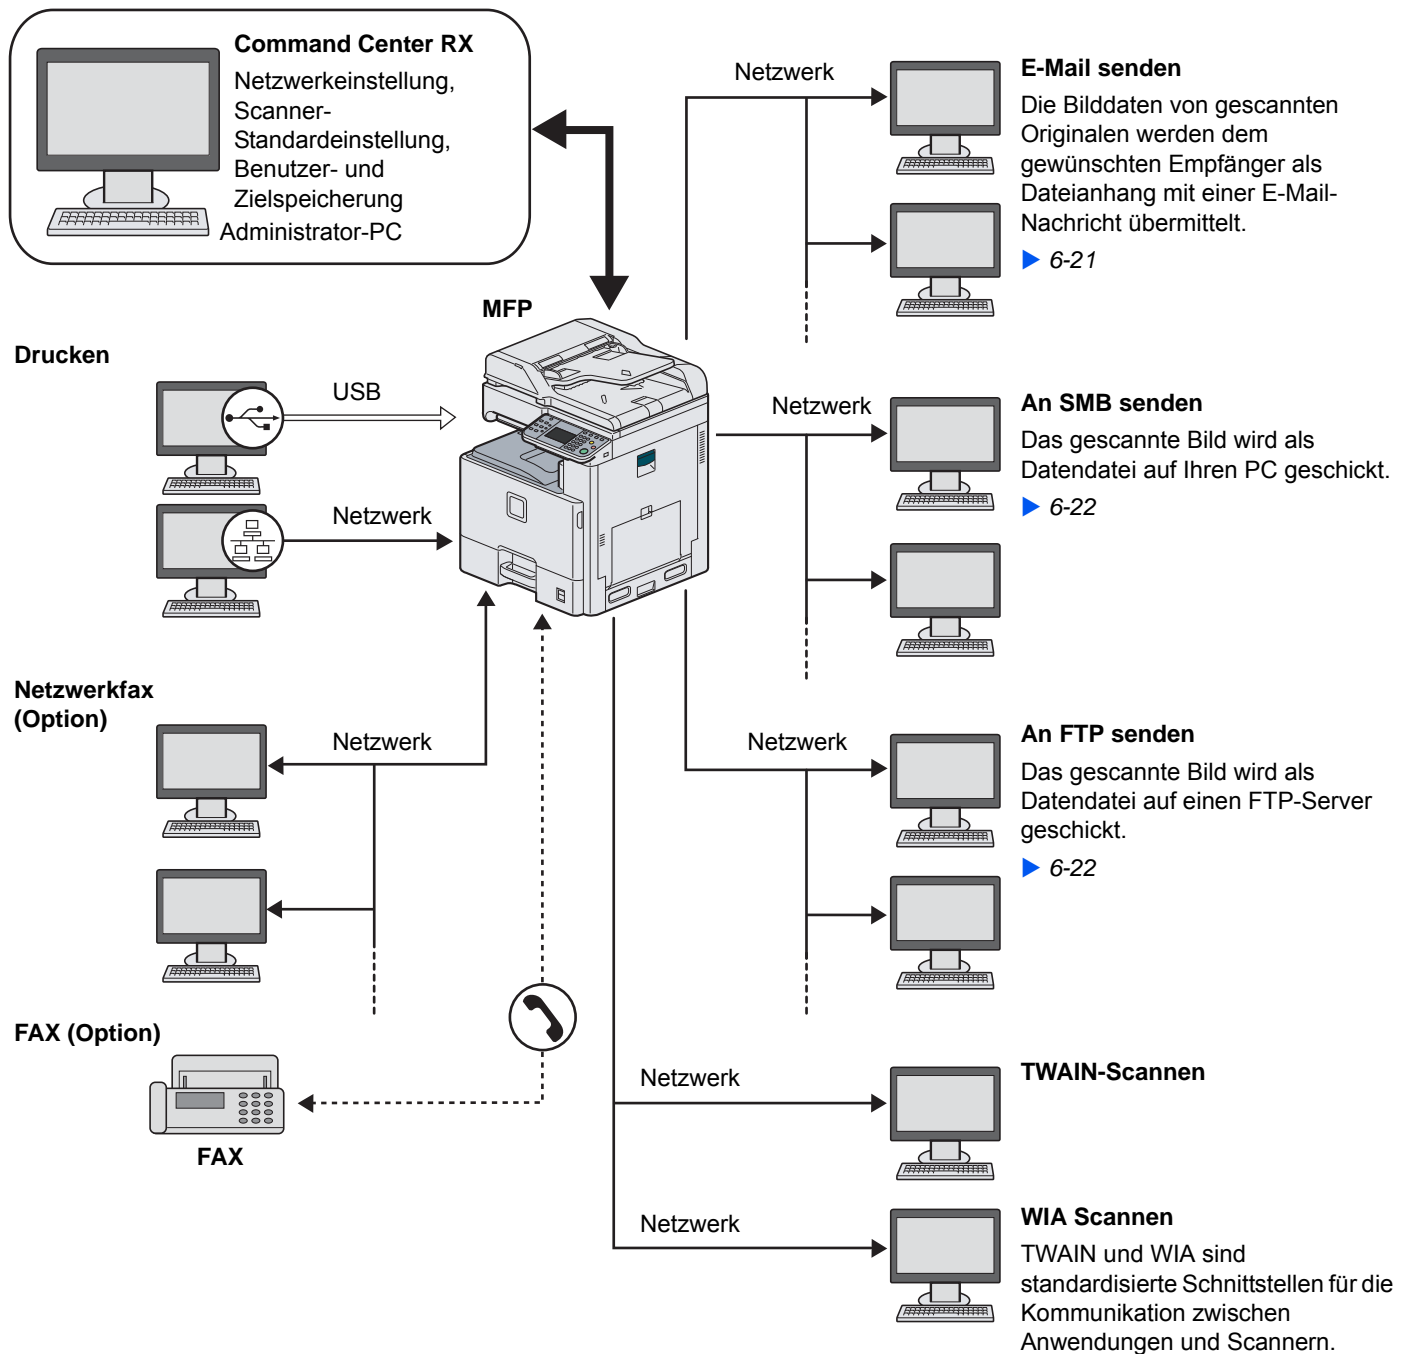 Command Center RX
Netzwerkeinstellung,
Scanner-
Standardeinstellung,
Benutzer- und
Zielspeicherung
Administrator-PC
MFP
Drucken
USB
Netzwerk
Netzwerkfax
(Option)
Netzwerk
FAX (Option)
FAX
Netzwerk
E-Mail senden
Die Bilddaten von gescannten
Originalen werden dem
gewünschten Empfänger als
Dateianhang mit einer E-Mail-
Nachricht übermittelt.
6-21
Netzwerk
An SMB senden
Das gescannte Bild wird als
Datendatei auf Ihren PC geschickt.
6-22
Netzwerk
An FTP senden
Das gescannte Bild wird als
Datendatei auf einen FTP-Server
geschickt.
6-22
Netzwerk
TWAIN-Scannen
Netzwerk
WIA Scannen
TWAIN und WIA sind
standardisierte Schnittstellen für die
Kommunikation zwischen
Anwendungen und Scannern.